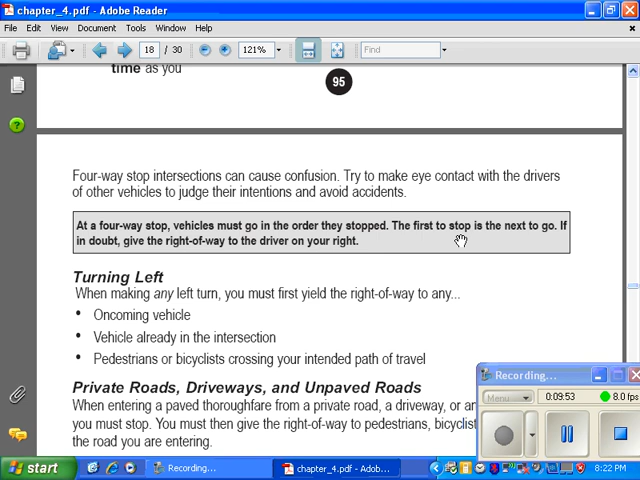 chapter_4.pdf - Adobe Reader
File Edit View Document Tools Window Help
18 / 30 121% Find
time as you
95
Four-way stop intersections can cause confusion. Try to make eye contact with the drivers
of other vehicles to judge their intentions and avoid accidents.
At a four-way stop, vehicles must go in the order they stopped. The first to stop is the next to go. If
in doubt, give the right-of-way to the driver on your right.
Turning Left
When making any left turn, you must first yield the right-of-way to any...
• Oncoming vehicle
• Vehicle already in the intersection
• Pedestrians or bicyclists crossing your intended path of travel
Private Roads, Driveways, and Unpaved Roads
When entering a paved thoroughfare from a private road, a driveway, or an
you must stop. You must then give the right-of-way to pedestrians, bicyclist
the road you are entering.
Recording...
Menu 0:09:53 8.0 fps
start Recording... chapter_4.pdf - Adob... 8:22 PM